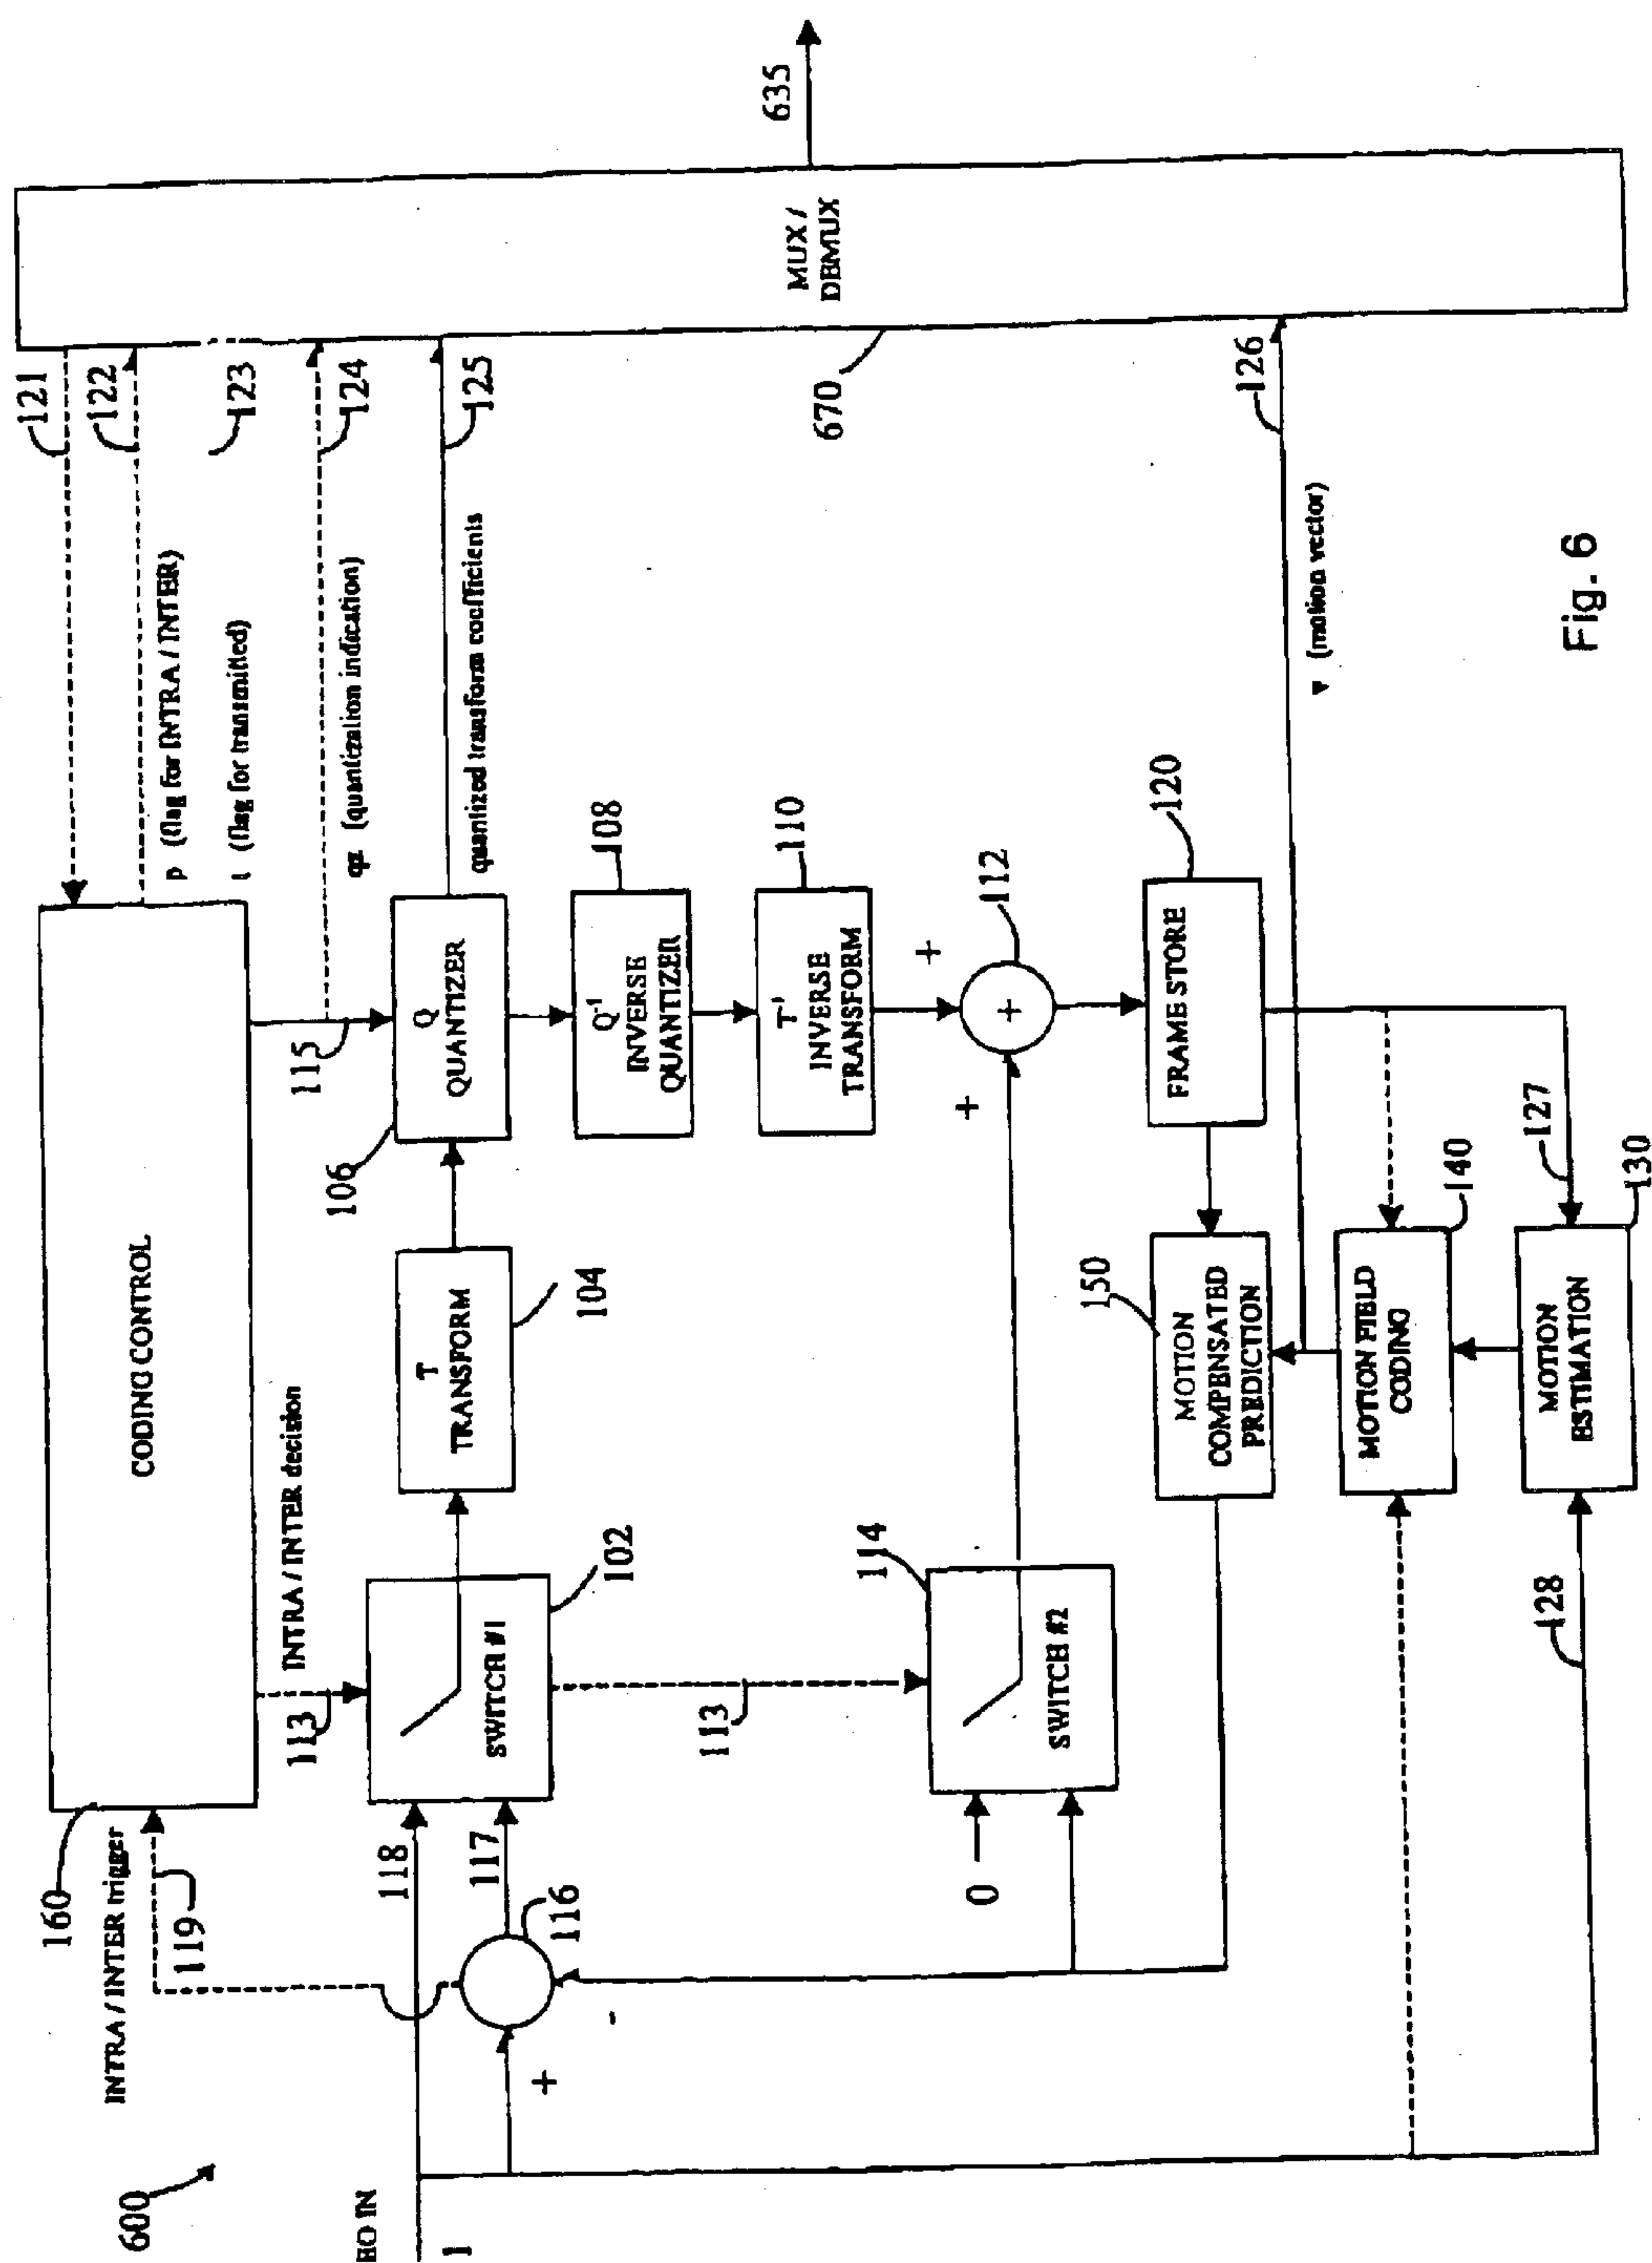 600
EO IN
1
INTRA / INTER trigger
119
160
CODING CONTROL
121
122
p (flag for INTRA / INTER)
123
t (flag for transmitted)
124
qz (quantization indication)
125
quantized transform coefficients
INTRA / INTER decision
113
115
118
117
116
+
-
SWITCH #1
102
T
TRANSFORM
104
106
Q
QUANTIZER
Q-1
INVERSE
QUANTIZER
108
T-1
INVERSE
TRANSFORM
110
113
114
0
SWITCH #2
+
+
+
112
FRAME STORE
120
150
MOTION
COMPENSATED
PREDICTION
MOTION FIELD
CODING
140
MOTION
ESTIMATION
130
127
128
126
v (motion vector)
670
MUX /
DEMUX
635
Fig. 6